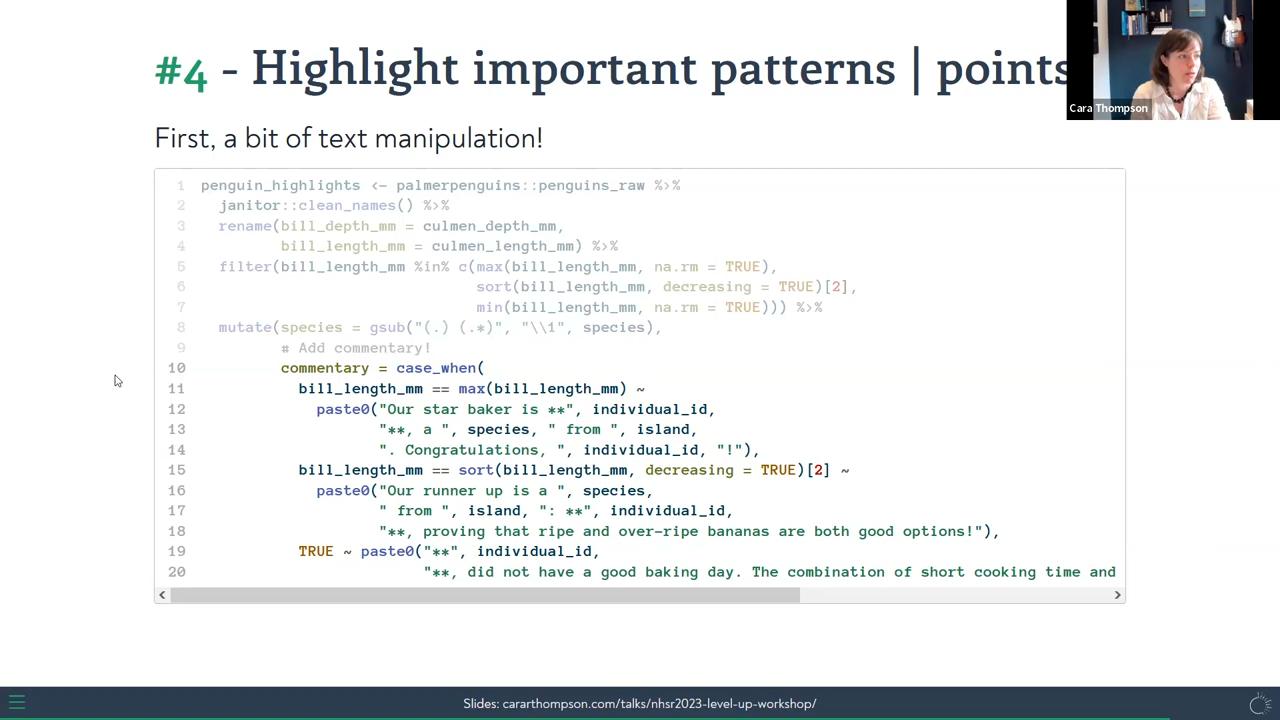 #4 - Highlight important patterns | points
Cara Thompson
First, a bit of text manipulation!
1 penguin_highlights <- palmerpenguins::penguins_raw %>%
2 janitor::clean_names() %>%
3 rename(bill_depth_mm = culmen_depth_mm,
4 bill_length_mm = culmen_length_mm) %>%
5 filter(bill_length_mm %in% c(max(bill_length_mm, na.rm = TRUE),
6 sort(bill_length_mm, decreasing = TRUE)[2],
7 min(bill_length_mm, na.rm = TRUE))) %>%
8 mutate(species = gsub("(.) (.*)", "\\1", species),
9 # Add commentary!
10 commentary = case_when(
11 bill_length_mm == max(bill_length_mm) ~
12 paste0("Our star baker is **", individual_id,
13 "**, a ", species, " from ", island,
14 ". Congratulations, ", individual_id, "!"),
15 bill_length_mm == sort(bill_length_mm, decreasing = TRUE)[2] ~
16 paste0("Our runner up is a ", species,
17 " from ", island, ": **", individual_id,
18 "**, proving that ripe and over-ripe bananas are both good options!"),
19 TRUE ~ paste0("**", individual_id,
20 "**, did not have a good baking day. The combination of short cooking time and
Slides: cararthompson.com/talks/nhsr2023-level-up-workshop/